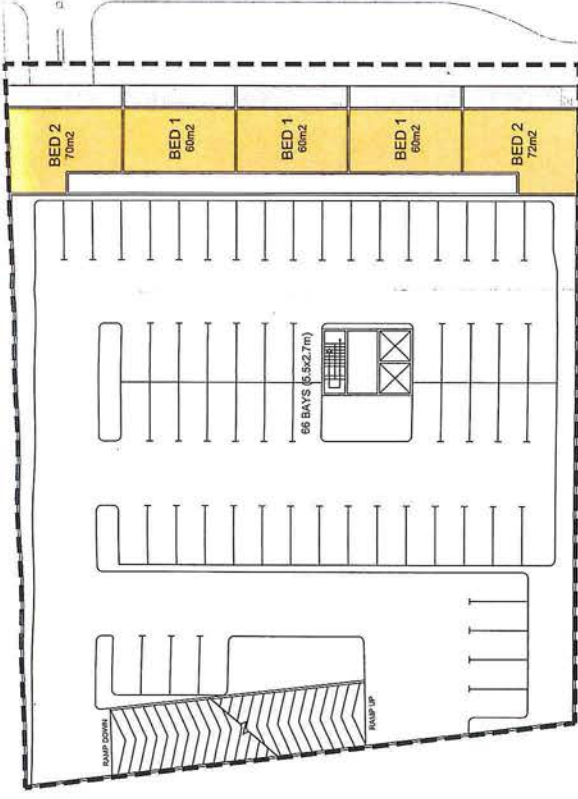 BED 2
70m2
BED 1
60m2
BED 1
60m2
BED 1
60m2
BED 2
72m2
66 BAYS (5.5x2.7m)
RAMP DOWN
RAMP UP